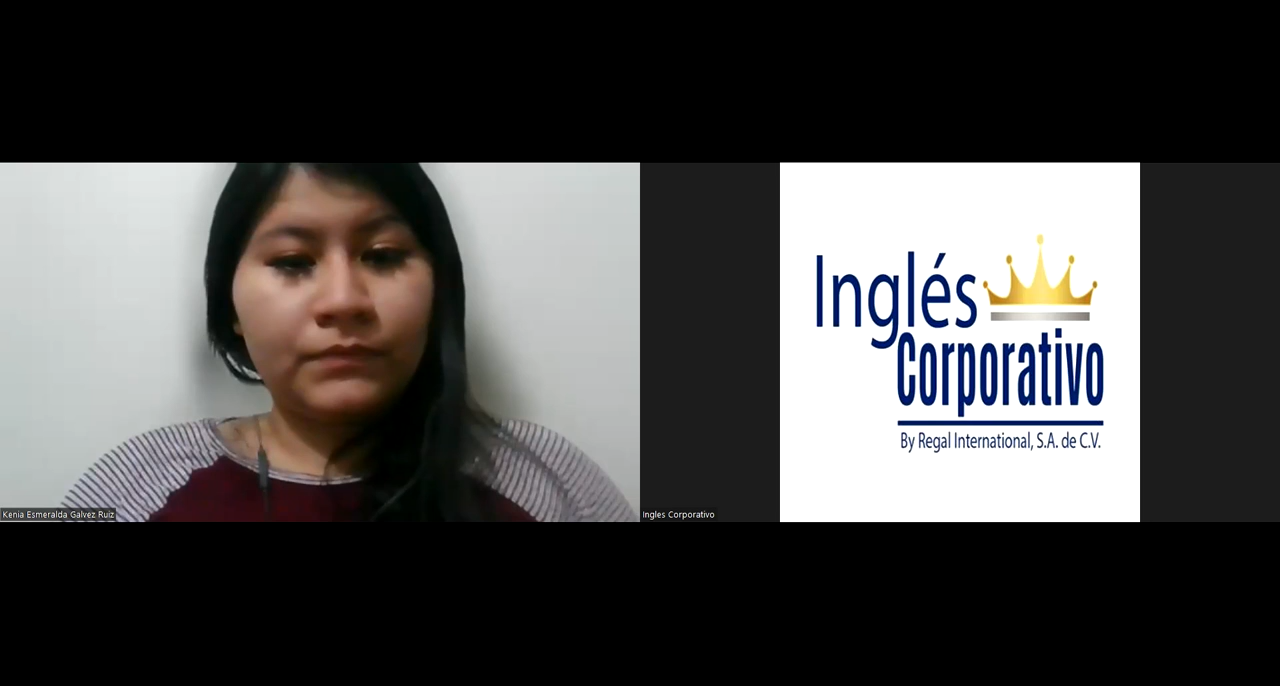 Inglés
Corporativo
By Regal International, S.A. de C.V.
Kenia Esmeralda Galvez Ruiz
Ingles Corporativo